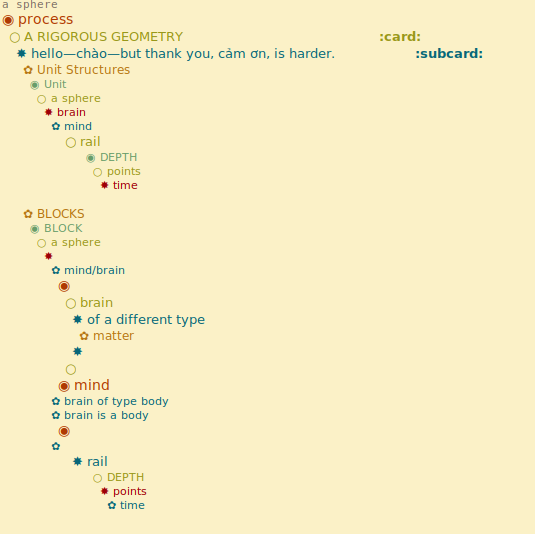 a sphere
process
A RIGOROUS GEOMETRY :card:
hello—chào—but thank you, cảm ơn, is harder. :subcard:
Unit Structures
Unit
a sphere
brain
mind
rail
DEPTH
points
time
BLOCKS
BLOCK
a sphere
mind/brain
brain
of a different type
matter
mind
brain of type body
brain is a body
rail
DEPTH
points
time